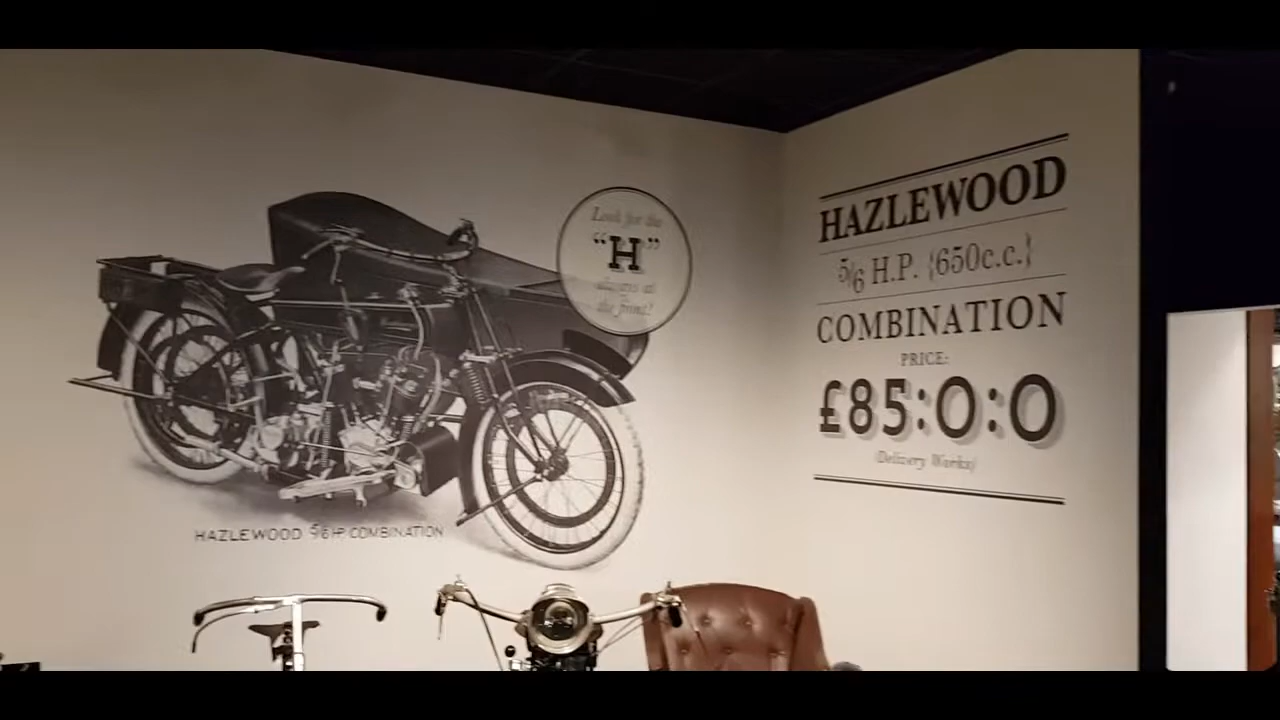 Look for the
“H”
always at
the front!
HAZLEWOOD 5/6 H.P. COMBINATION
HAZLEWOOD
5/6 H.P. {650c.c.}
COMBINATION
PRICE:
£85:0:0
(Delivery Works)